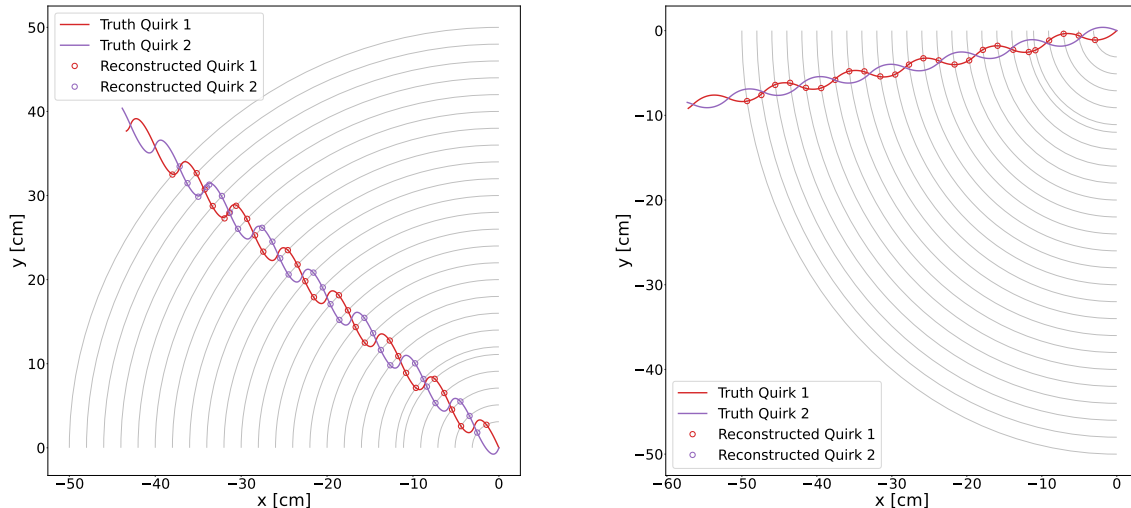 Truth Quirk 1
Truth Quirk 2
Reconstructed Quirk 1
Reconstructed Quirk 2
50
40
30
20
10
0
y [cm]
−50
−40
−30
−20
−10
0
x [cm]
0
−10
−20
−30
−40
−50
y [cm]
Truth Quirk 1
Truth Quirk 2
Reconstructed Quirk 1
Reconstructed Quirk 2
−60
−50
−40
−30
−20
−10
0
x [cm]